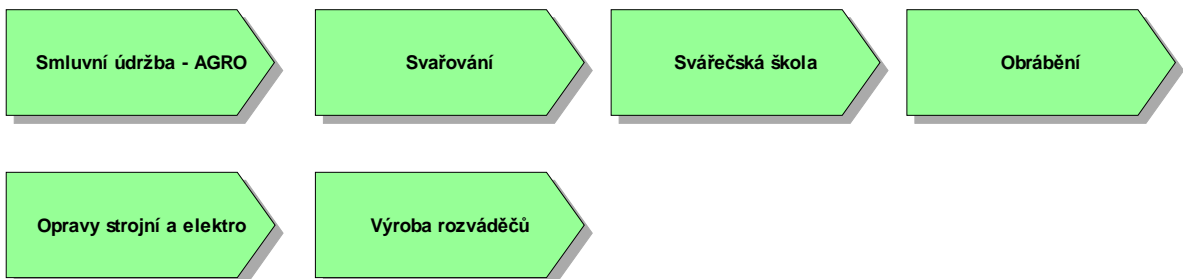 Smluvní údržba - AGRO
Svařování
Svářečská škola
Obrábění
Opravy strojní a elektro
Výroba rozváděčů